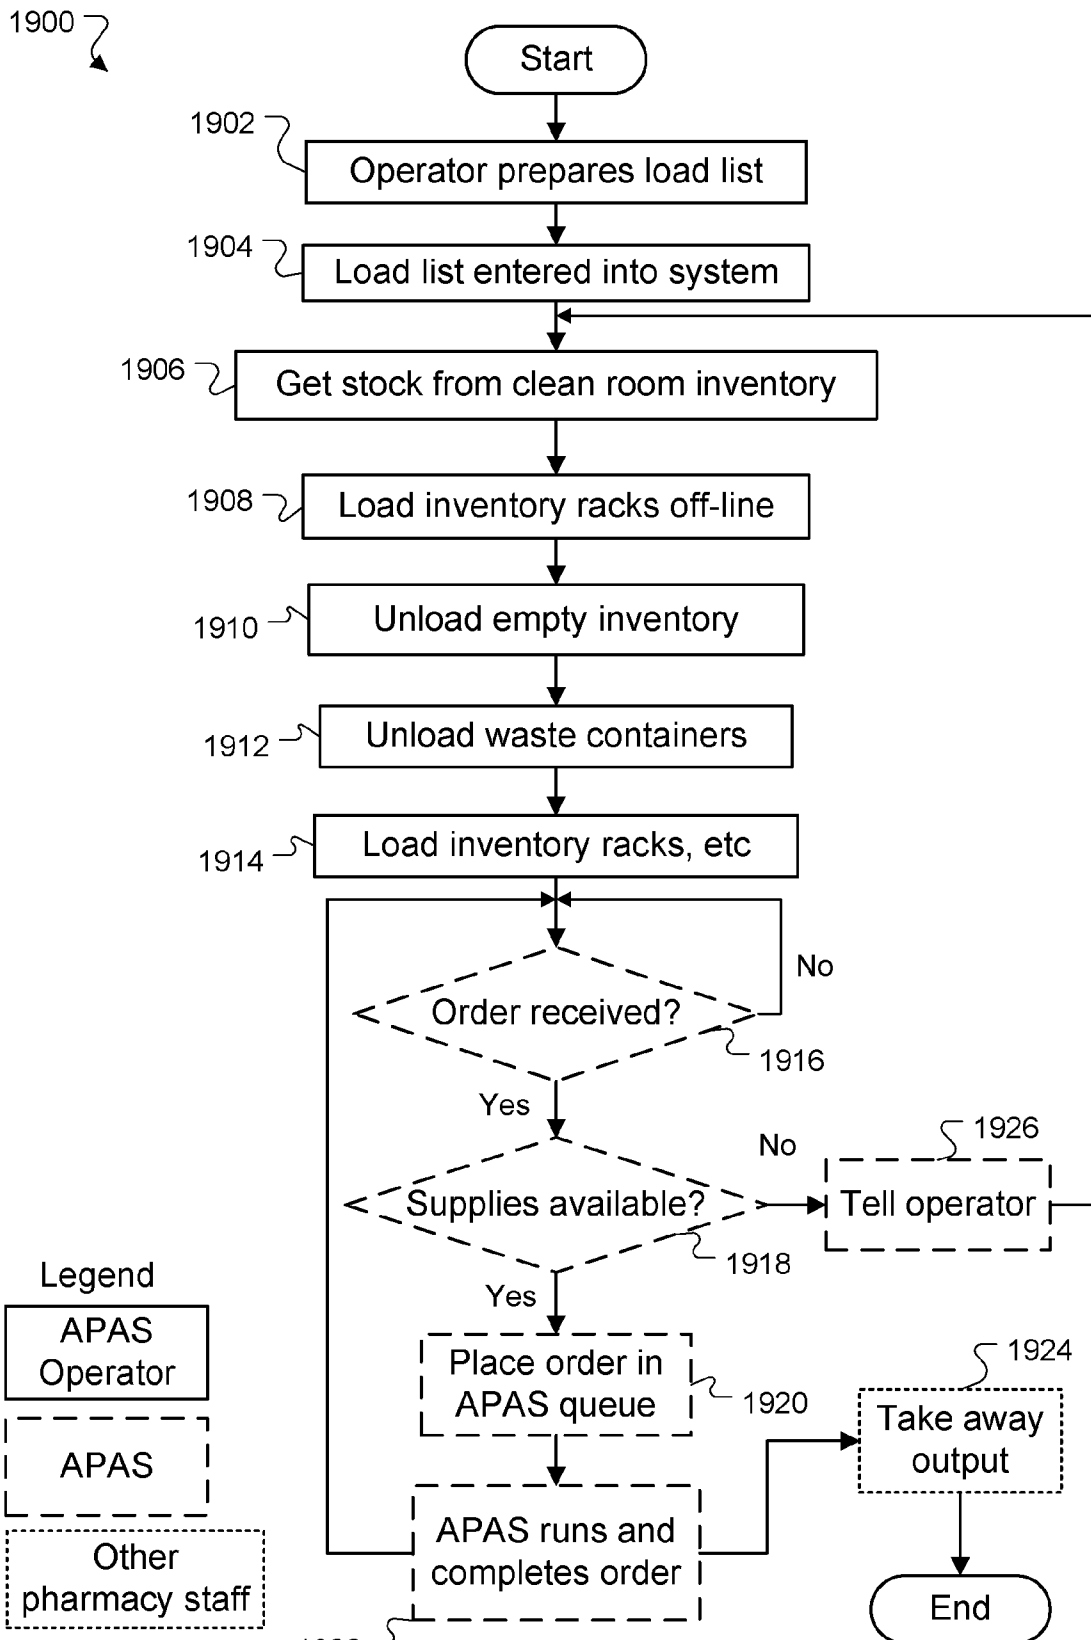 1900
Start
1902
Operator prepares load list
1904
Load list entered into system
1906
Get stock from clean room inventory
1908
Load inventory racks off-line
1910
Unload empty inventory
1912
Unload waste containers
1914
Load inventory racks, etc
No
Order received?
1916
Yes
No
1926
Supplies available?
Tell operator
1918
Yes
Legend
APAS
Operator
APAS
Other
pharmacy staff
Place order in
APAS queue
1920
1924
Take away
output
APAS runs and
completes order
End